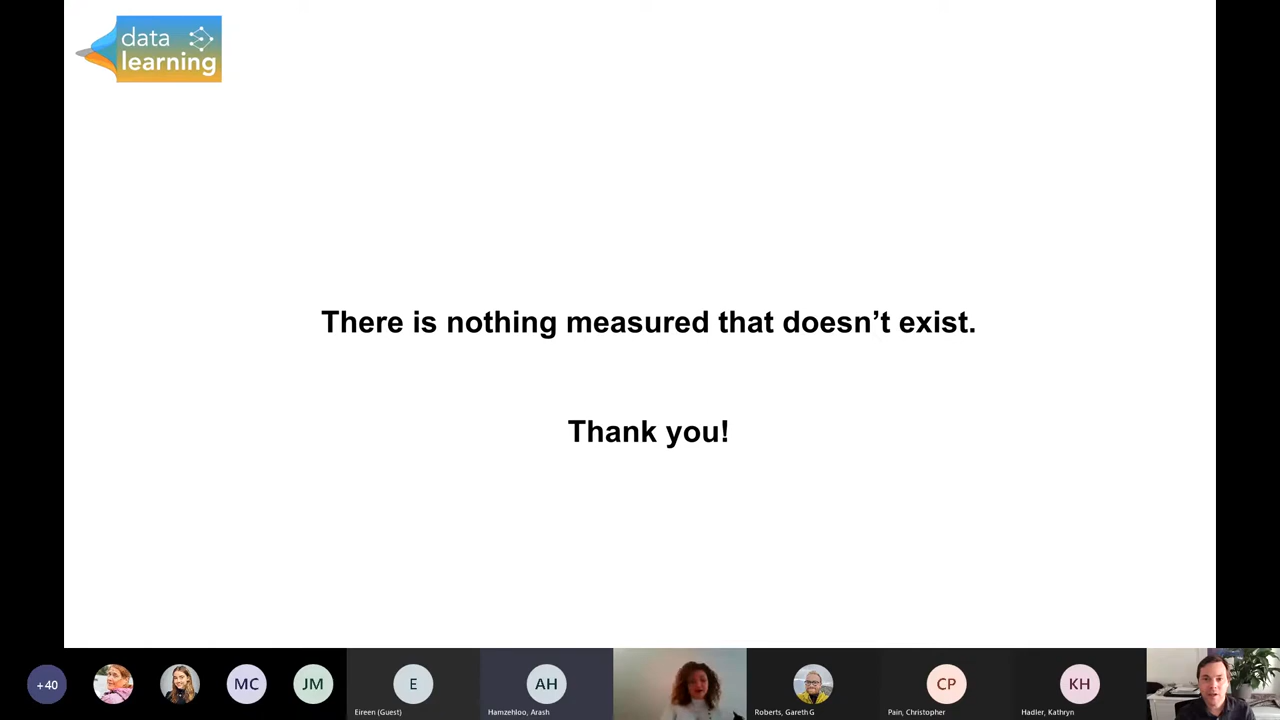 data
learning
There is nothing measured that doesn’t exist.
Thank you!
+40
MC
JM
E
Eireen (Guest)
AH
Hamzehloo, Arash
Roberts, Gareth G
CP
Pain, Christopher
KH
Hadler, Kathryn